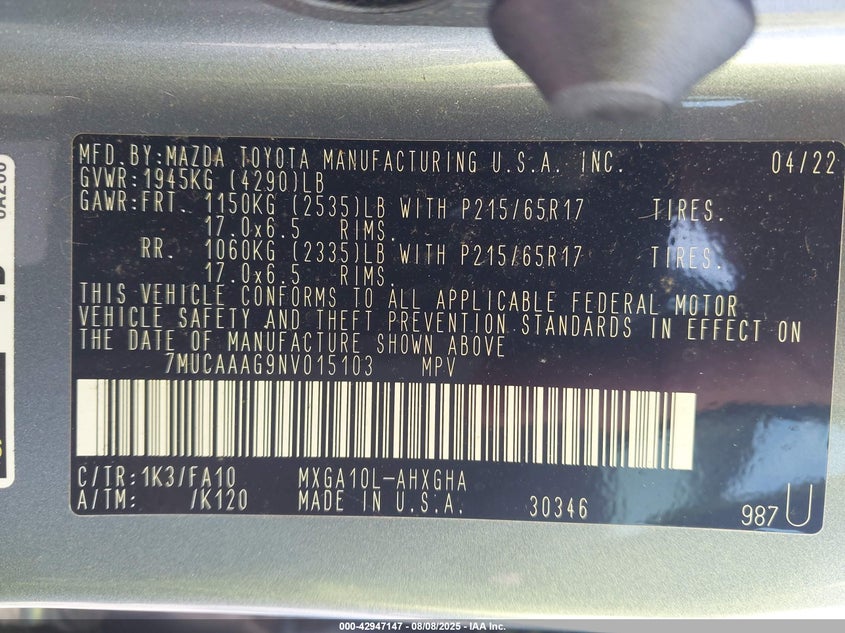 MFD.BY:MAZDA TOYOTA MANUFACTURING U.S.A. INC. 04/22
GVWR:1945KG (4290)LB
GAWR:FRT. 1150KG (2535)LB WITH P215/65R17 TIRES.
17.0x6.5 RIMS.
RR. 1060KG (2335)LB WITH P215/65R17 TIRES.
17.0x6.5 RIMS.
THIS VEHICLE CONFORMS TO ALL APPLICABLE FEDERAL MOTOR
VEHICLE SAFETY AND THEFT PREVENTION STANDARDS IN EFFECT ON
THE DATE OF MANUFACTURE SHOWN ABOVE
7MUCAAAG9NV015103 MPV
C/TR:1K3/FA10 MXGA10L-AHXGHA
A/TM: /K120 MADE IN U.S.A. 30346 987 U
000-42947147 - 08/08/2025 - IAA Inc.